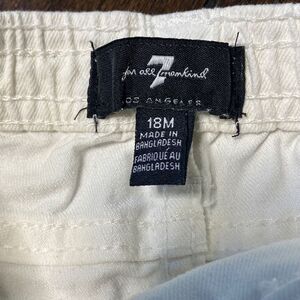 7
for all mankind
LOS ANGELES
18M
MADE IN
BANGLADESH
FABRIQUÉ AU
BANGLADESH